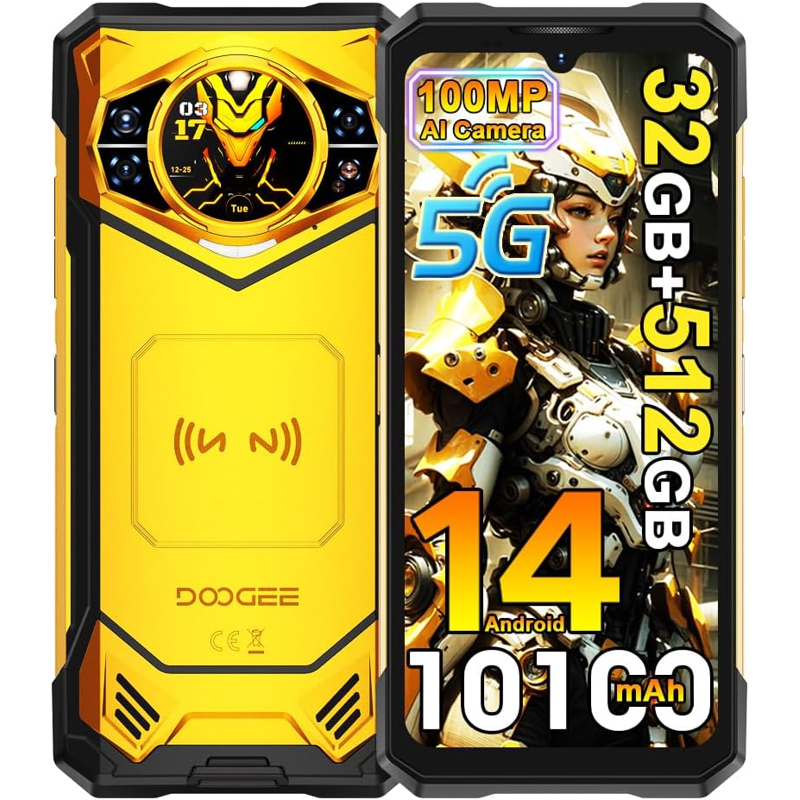 03
17
12-25
Tue
((N N))
DOOGEE
CE
100MP
AI Camera
5G
32GB+512GB
14
Android
10100
mAh